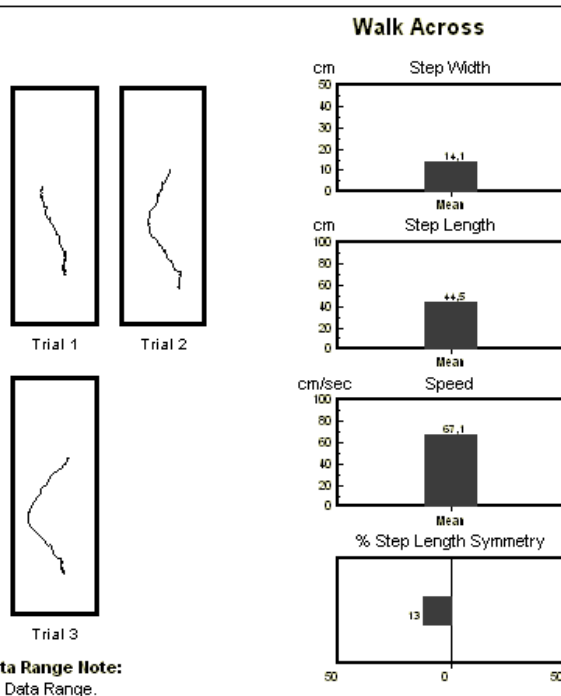 Walk Across
cm Step Width
50
40
30
20
10
0
14,1
Mean
cm Step Length
100
80
60
40
20
0
44,5
Mean
cm/sec Speed
100
80
60
40
20
0
67,1
Mean
% Step Length Symmetry
13
50 0 50
Trial 1 Trial 2
Trial 3
ta Range Note:
Data Range.